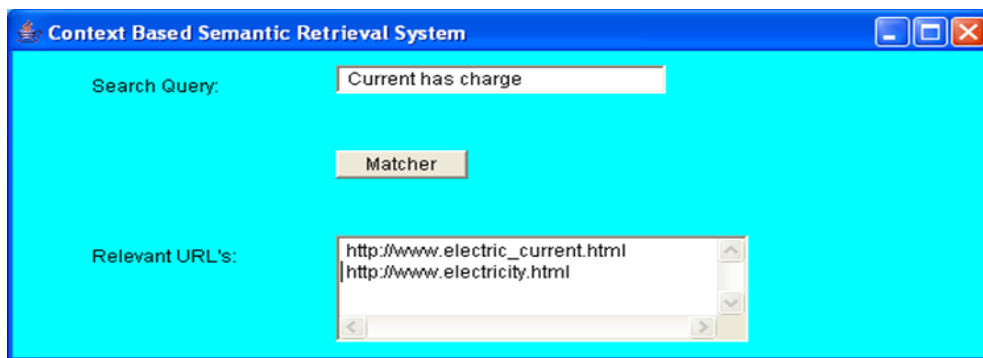 Context Based Semantic Retrieval System
Search Query: Current has charge
Matcher
Relevant URL's: http://www.electric_current.html
http://www.electricity.html